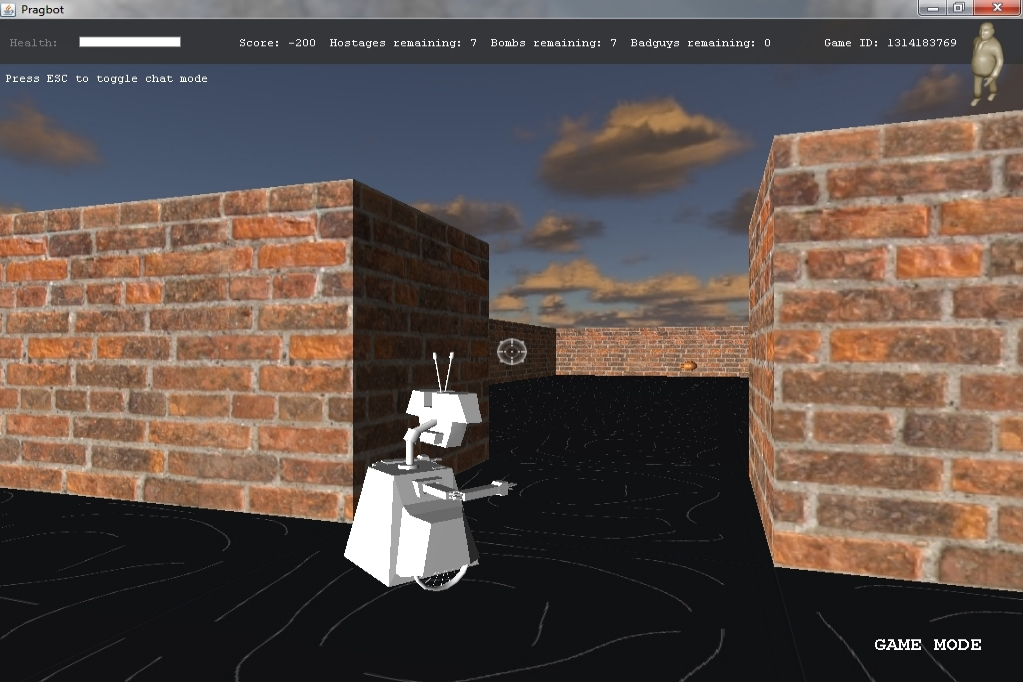 Pragbot
Health: Score: -200 Hostages remaining: 7 Bombs remaining: 7 Badguys remaining: 0 Game ID: 1314183769
Press ESC to toggle chat mode
GAME MODE